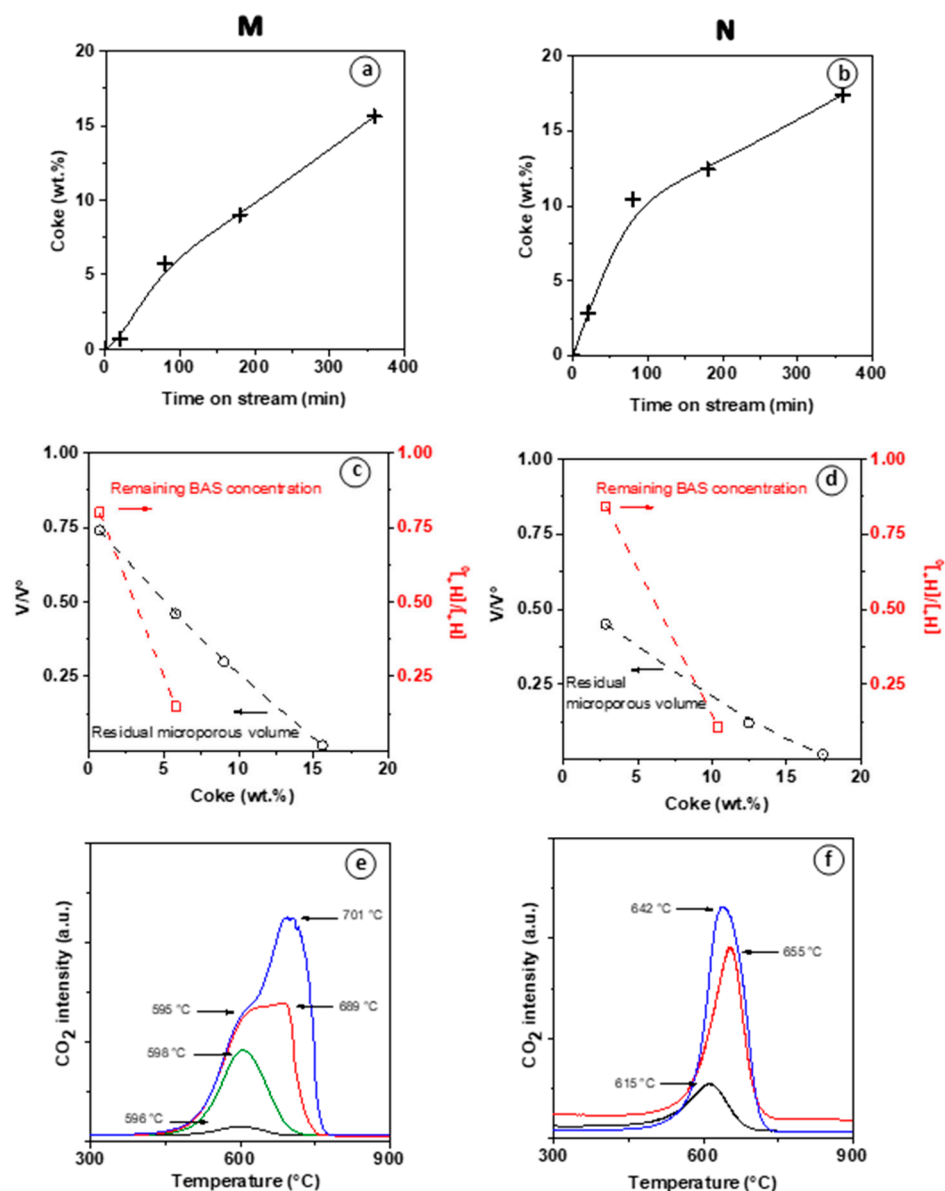 M
N
a
20
15
10
5
0
Coke (wt.%)
0
100
200
300
400
Time on stream (min)
b
20
15
10
5
0
Coke (wt.%)
0
100
200
300
400
Time on stream (min)
c
1.00
0.75
0.50
0.25
V/V°
1.00
0.75
0.50
0.25
0.00
[H⁺]/[H⁺]₀
Remaining BAS concentration
Residual microporous volume
0
5
10
15
20
Coke (wt.%)
d
1.00
0.75
0.50
0.25
V/V°
1.00
0.75
0.50
0.25
0.00
[H⁺]/[H⁺]₀
Remaining BAS concentration
Residual
microporous volume
0
5
10
15
20
Coke (wt.%)
e
CO₂ intensity (a.u.)
701 °C
595 °C
689 °C
598 °C
596 °C
300
600
900
Temperature (°C)
f
CO₂ intensity (a.u.)
642 °C
655 °C
615 °C
300
600
900
Temperature (°C)